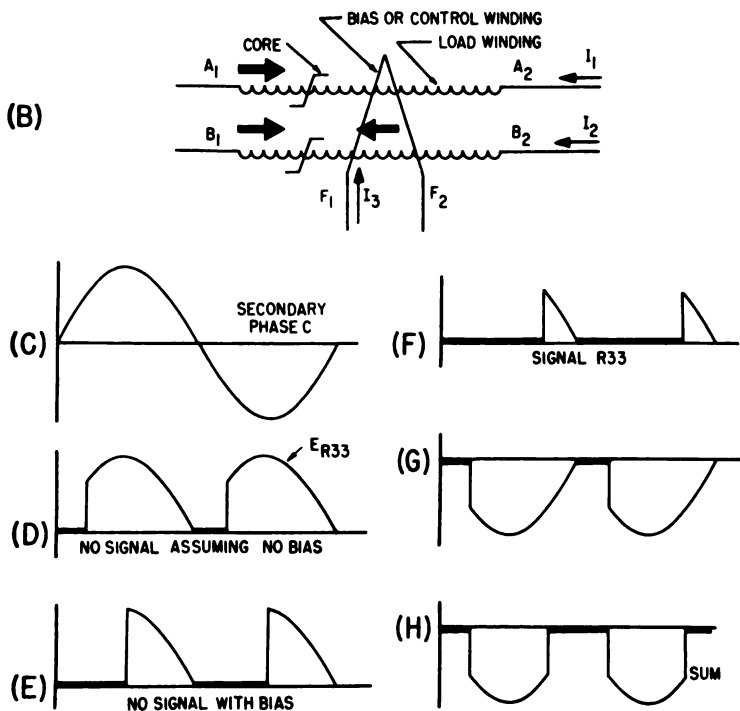 (B)
BIAS OR CONTROL WINDING
LOAD WINDING
CORE
A1
A2
I1
B1
B2
I2
F1
I3
F2
(C)
SECONDARY
PHASE C
(D)
ER33
NO SIGNAL ASSUMING NO BIAS
(E)
NO SIGNAL WITH BIAS
(F)
SIGNAL R33
(G)
(H)
SUM